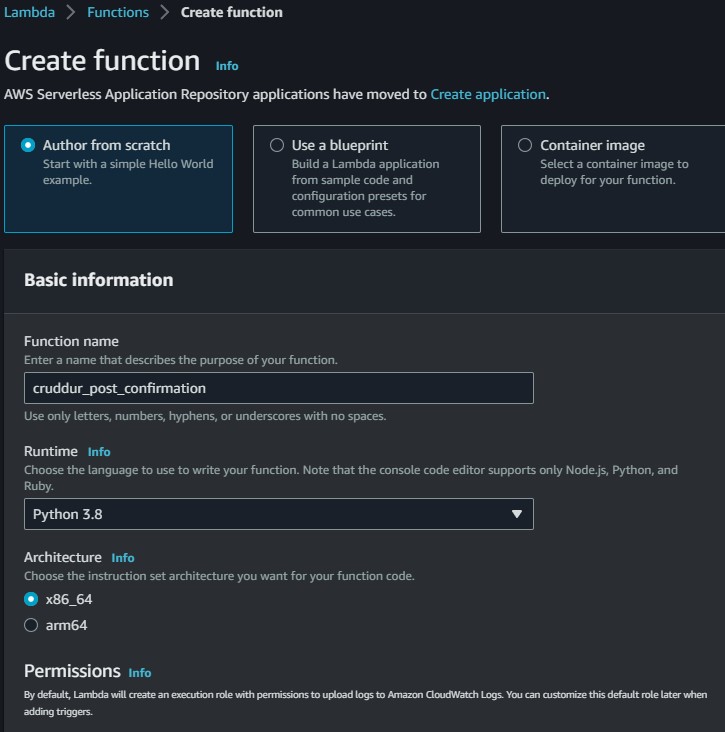 Lambda > Functions > Create function
Create function Info
AWS Serverless Application Repository applications have moved to Create application.
Author from scratch
Start with a simple Hello World
example.
Use a blueprint
Build a Lambda application
from sample code and
configuration presets for
common use cases.
Container image
Select a container image to
deploy for your function.
Basic information
Function name
Enter a name that describes the purpose of your function.
cruddur_post_confirmation
Use only letters, numbers, hyphens, or underscores with no spaces.
Runtime Info
Choose the language to use to write your function. Note that the console code editor supports only Node.js, Python, and
Ruby.
Python 3.8
Architecture Info
Choose the instruction set architecture you want for your function code.
x86_64
arm64
Permissions Info
By default, Lambda will create an execution role with permissions to upload logs to Amazon CloudWatch Logs. You can customize this default role later when
adding triggers.